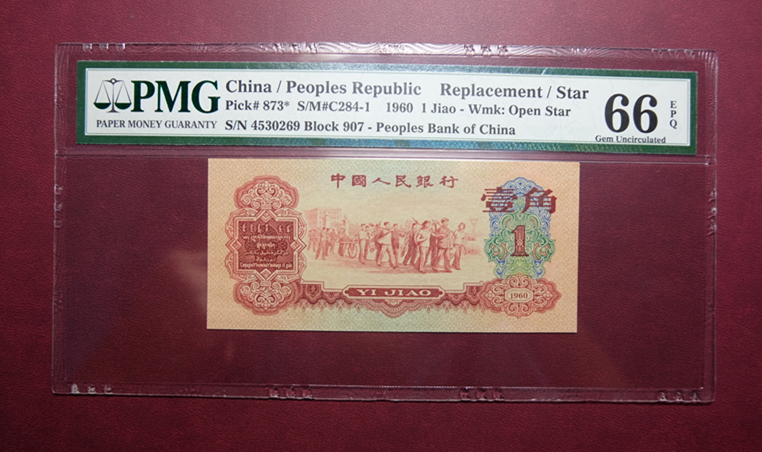 PMG
PAPER MONEY GUARANTY
China / Peoples Republic Replacement / Star
Pick# 873* S/M#C284-1 1960 1 Jiao - Wmk: Open Star
S/N 4530269 Block 907 - Peoples Bank of China
66
EPQ
Gem Uncirculated
中國人民銀行
壹角
1
YI JIAO
1960